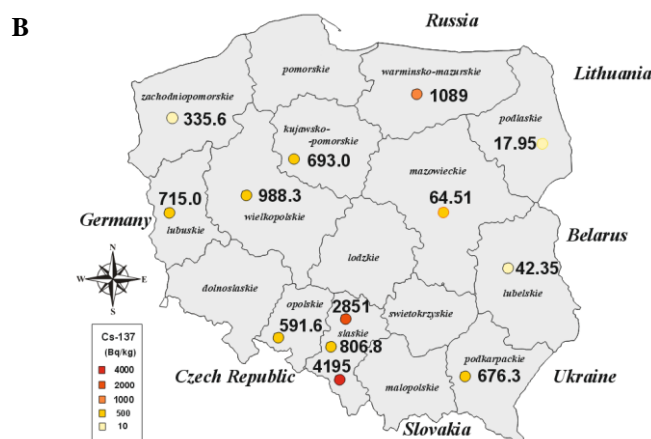 B
Russia
pomorskie
warminsko-mazurskie
Lithuania
zachodniopomorskie
1089
335.6
kujawsko-
-pomorskie
podlaskie
17.95
693.0
mazowieckie
715.0
988.3
64.51
Germany
lubuskie
wielkopolskie
Belarus
N
W E
S
lodzkie
42.35
lubelskie
dolnoslaskie
opolskie
2851
swietokrzyskie
591.6
slaskie
806.8
podkarpackie
Cs-137
(Bq/kg)
4000
2000
1000
500
10
Czech Republic
4195
malopolskie
676.3
Ukraine
Slovakia